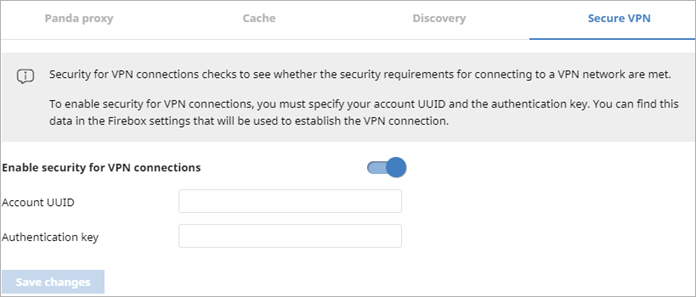 Panda proxy Cache Discovery Secure VPN
Security for VPN connections checks to see whether the security requirements for connecting to a VPN network are met.
To enable security for VPN connections, you must specify your account UUID and the authentication key. You can find this
data in the Firebox settings that will be used to establish the VPN connection.
Enable security for VPN connections
Account UUID
Authentication key
Save changes